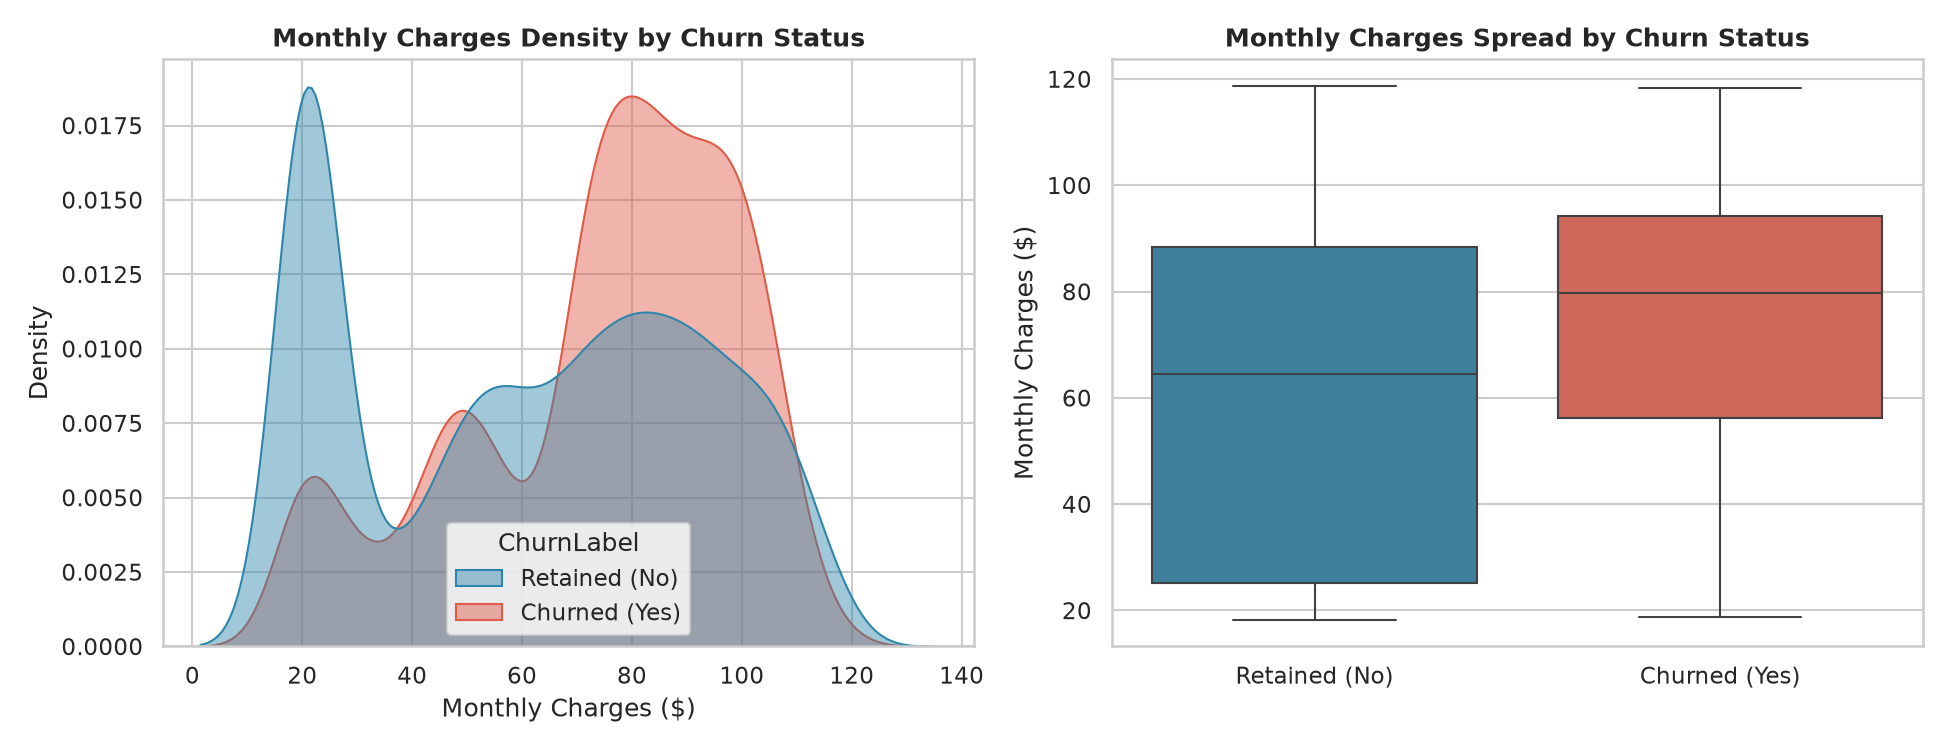 Monthly Charges Density by Churn Status
Density
0.0175
0.0150
0.0125
0.0100
0.0075
0.0050
0.0025
0.0000
0 20 40 60 80 100 120 140
Monthly Charges ($)
ChurnLabel
Retained (No)
Churned (Yes)
Monthly Charges Spread by Churn Status
Monthly Charges ($)
120
100
80
60
40
20
Retained (No) Churned (Yes)